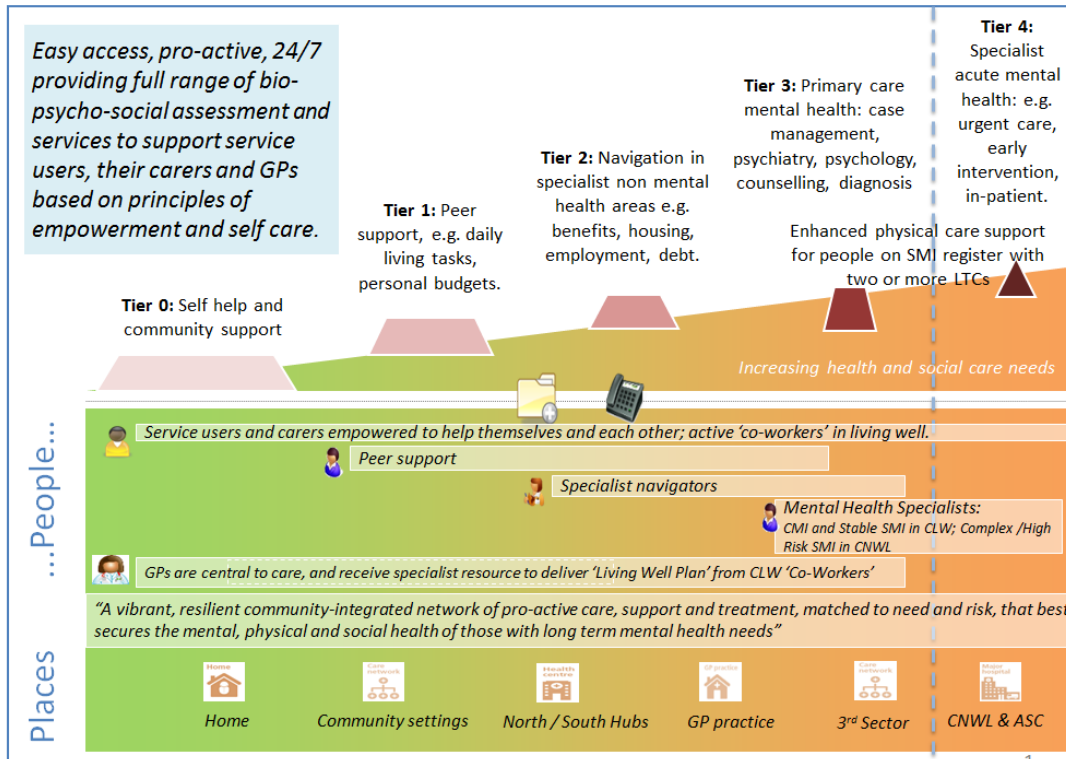 Easy access, pro-active, 24/7
providing full range of bio-
psycho-social assessment and
services to support service
users, their carers and GPs
based on principles of
empowerment and self care.
Tier 0: Self help and
community support
Tier 1: Peer
support, e.g. daily
living tasks,
personal budgets.
Tier 2: Navigation in
specialist non mental
health areas e.g.
benefits, housing,
employment, debt.
Tier 3: Primary care
mental health: case
management,
psychiatry, psychology,
counselling, diagnosis
Enhanced physical care support
for people on SMI register with
two or more LTCs
Tier 4:
Specialist
acute mental
health: e.g.
urgent care,
early
intervention,
in-patient.
Increasing health and social care needs
...People...
Service users and carers empowered to help themselves and each other; active ‘co-workers’ in living well.
Peer support
Specialist navigators
Mental Health Specialists:
CMI and Stable SMI in CLW; Complex /High
Risk SMI in CNWL
GPs are central to care, and receive specialist resource to deliver ‘Living Well Plan’ from CLW ‘Co-Workers’
“A vibrant, resilient community-integrated network of pro-active care, support and treatment, matched to need and risk, that best
secures the mental, physical and social health of those with long term mental health needs”
Places
Home
Home
Care
network
Community settings
Health
centre
North / South Hubs
GP practice
GP practice
Care
network
3rd Sector
Major
hospital
CNWL & ASC
1